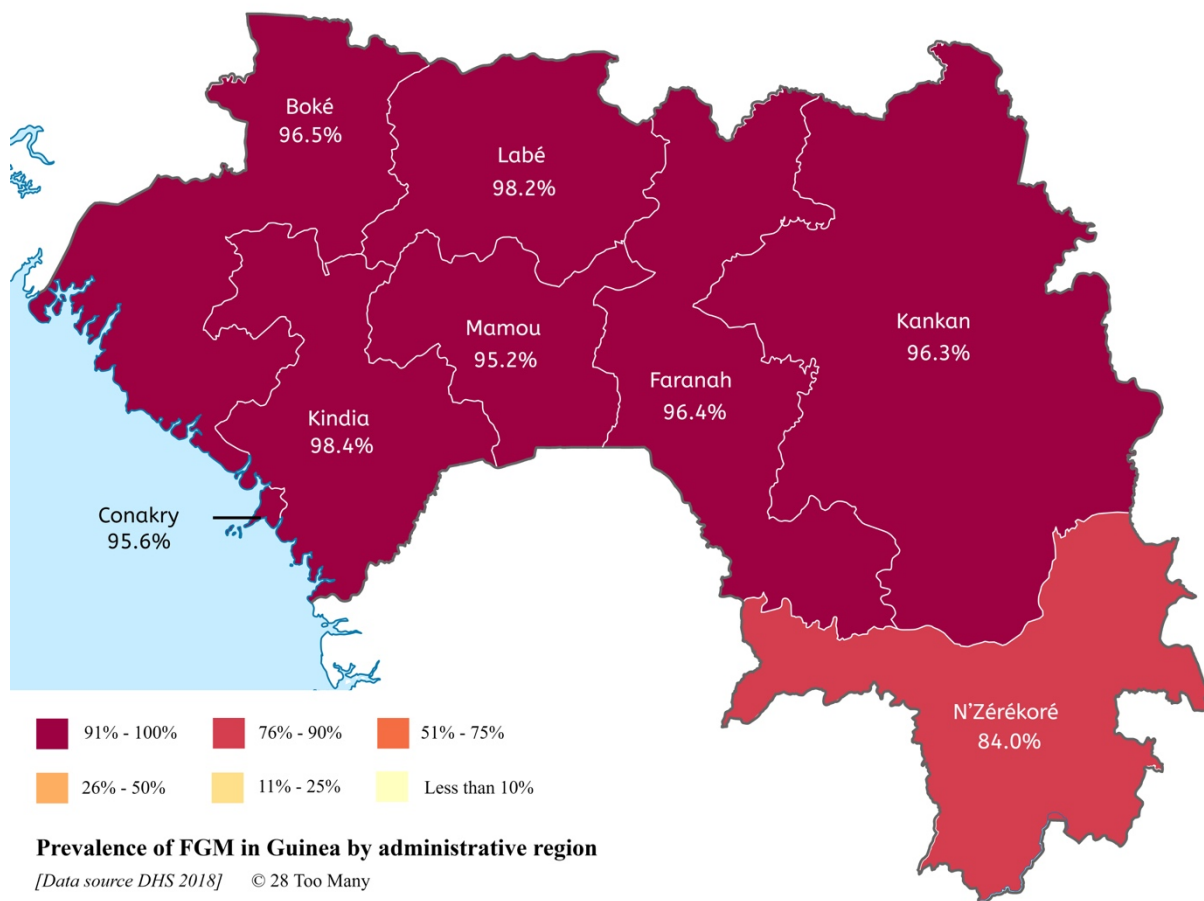 Boké
96.5%
Labé
98.2%
Mamou
95.2%
Kankan
96.3%
Faranah
96.4%
Kindia
98.4%
Conakry
95.6%
N'Zérékoré
84.0%
91% - 100%
76% - 90%
51% - 75%
26% - 50%
11% - 25%
Less than 10%
Prevalence of FGM in Guinea by administrative region
[Data source DHS 2018] © 28 Too Many